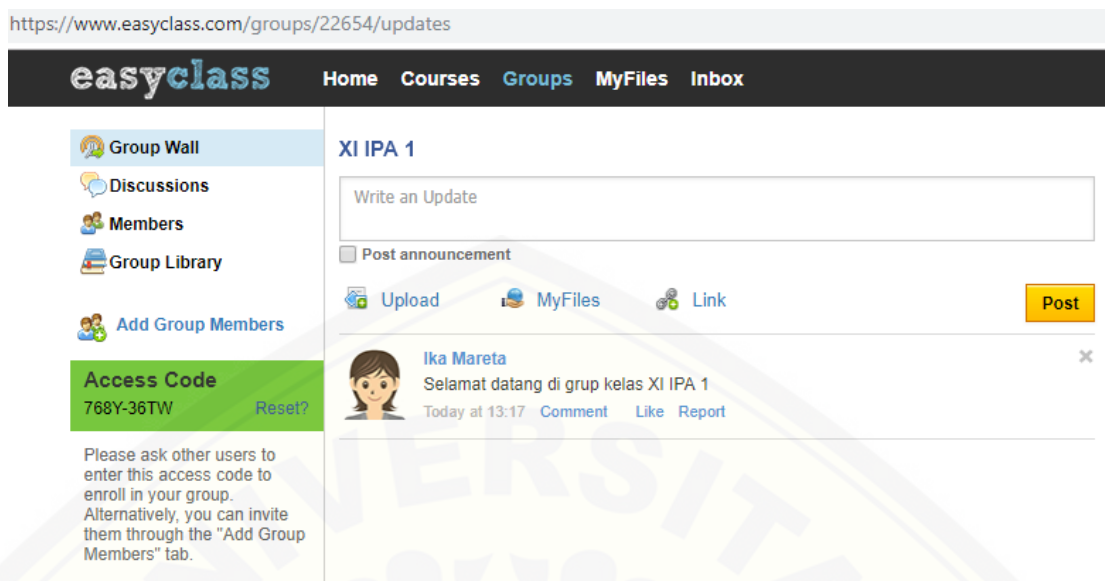 https://www.easyclass.com/groups/22654/updates
easyclass Home Courses Groups MyFiles Inbox
Group Wall
Discussions
Members
Group Library
Add Group Members
Access Code
768Y-36TW Reset?
Please ask other users to
enter this access code to
enroll in your group.
Alternatively, you can invite
them through the "Add Group
Members" tab.
XI IPA 1
Write an Update
Post announcement
Upload MyFiles Link
Post
Ika Mareta
Selamat datang di grup kelas XI IPA 1
Today at 13:17 Comment Like Report